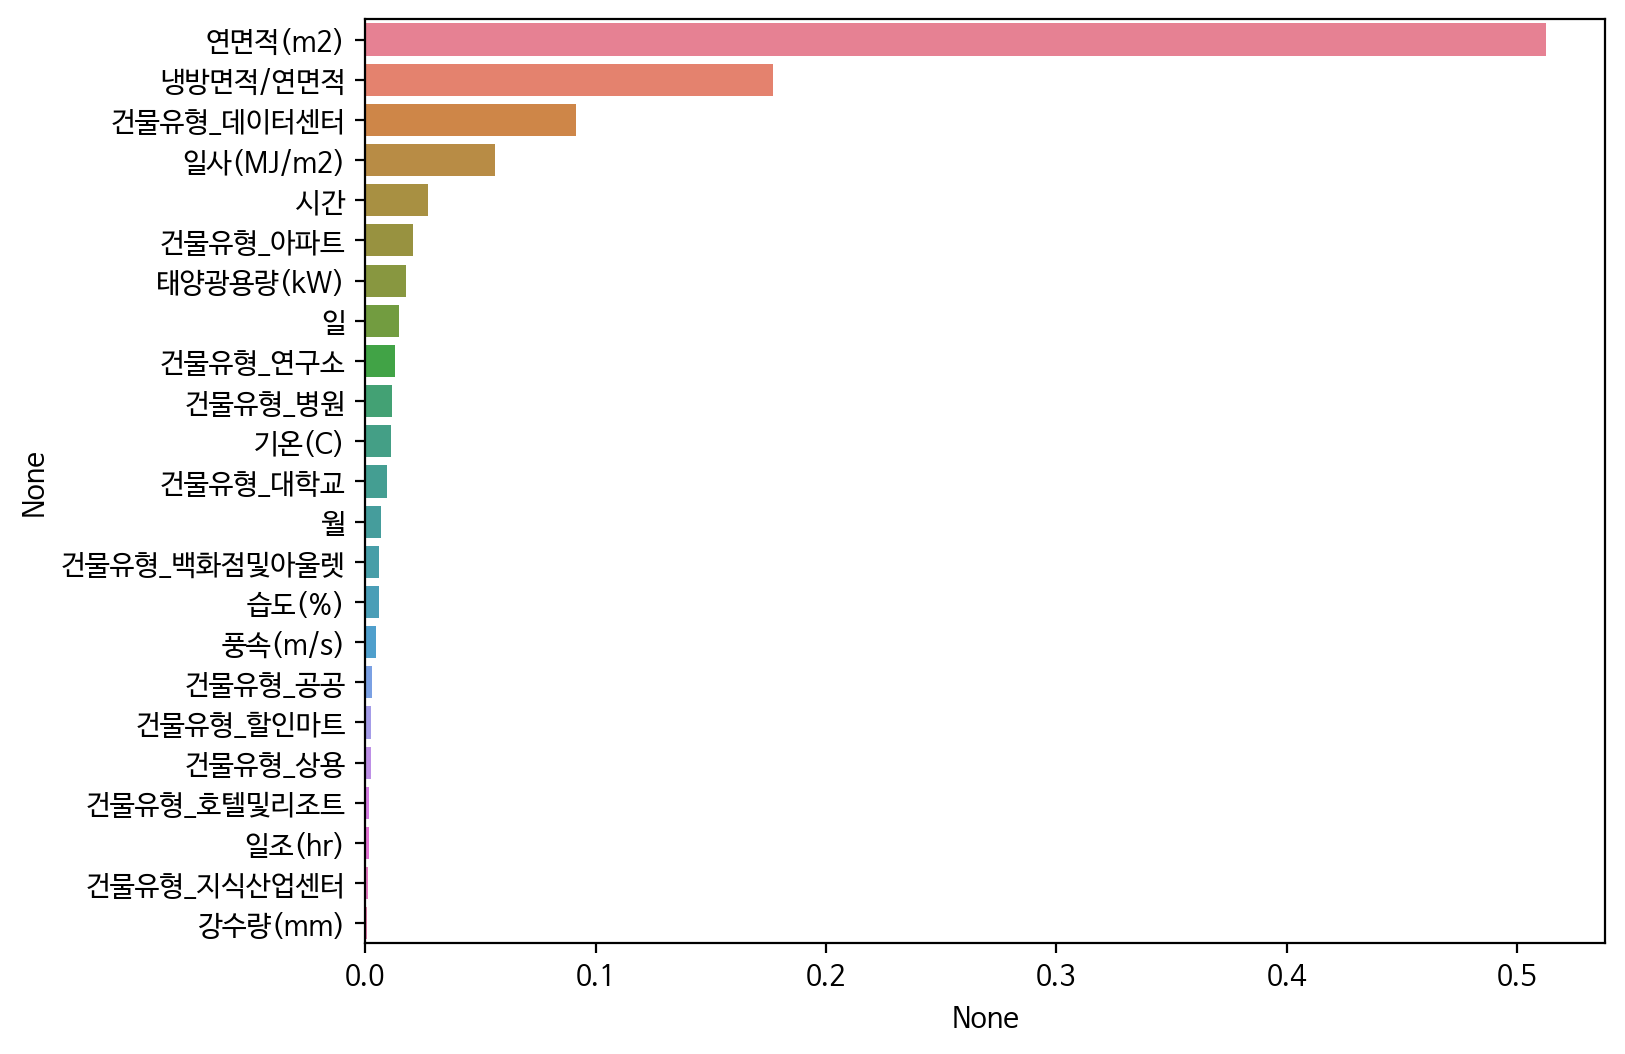 연면적(m2)
냉방면적/연면적
건물유형_데이터센터
일사(MJ/m2)
시간
건물유형_아파트
태양광용량(kW)
일
건물유형_연구소
건물유형_병원
기온(C)
건물유형_대학교
월
건물유형_백화점및아울렛
습도(%)
풍속(m/s)
건물유형_공공
건물유형_할인마트
건물유형_상용
건물유형_호텔및리조트
일조(hr)
건물유형_지식산업센터
강수량(mm)
None
0.0 0.1 0.2 0.3 0.4 0.5
None